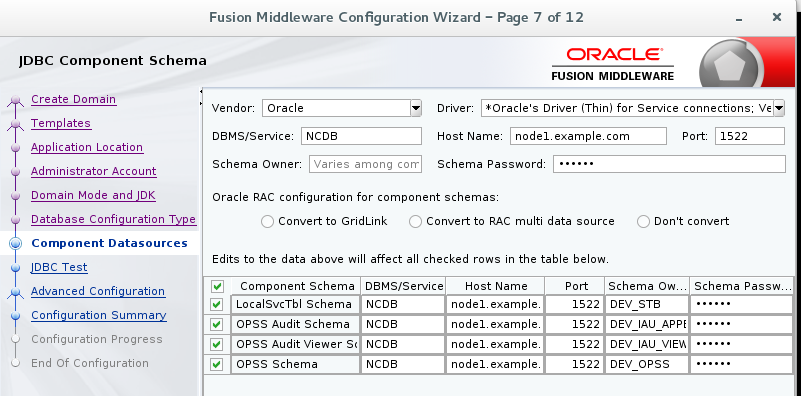 Fusion Middleware Configuration Wizard – Page 7 of 12
JDBC Component Schema
ORACLE
FUSION MIDDLEWARE
Create Domain
Templates
Application Location
Administrator Account
Domain Mode and JDK
Database Configuration Type
Component Datasources
JDBC Test
Advanced Configuration
Configuration Summary
Configuration Progress
End Of Configuration
Vendor: Oracle Driver: *Oracle's Driver (Thin) for Service connections; Ve
DBMS/Service: NCDB Host Name: node1.example.com Port: 1522
Schema Owner: Varies among com Schema Password: ••••••
Oracle RAC configuration for component schemas:
Convert to GridLink Convert to RAC multi data source Don't convert
Edits to the data above will affect all checked rows in the table below.
Component Schema DBMS/Service Host Name Port Schema Ow... Schema Passw...
LocalSvcTbl Schema NCDB node1.example. 1522 DEV_STB ••••••
OPSS Audit Schema NCDB node1.example. 1522 DEV_IAU_APPE ••••••
OPSS Audit Viewer Sc NCDB node1.example. 1522 DEV_IAU_VIEW ••••••
OPSS Schema NCDB node1.example. 1522 DEV_OPSS ••••••